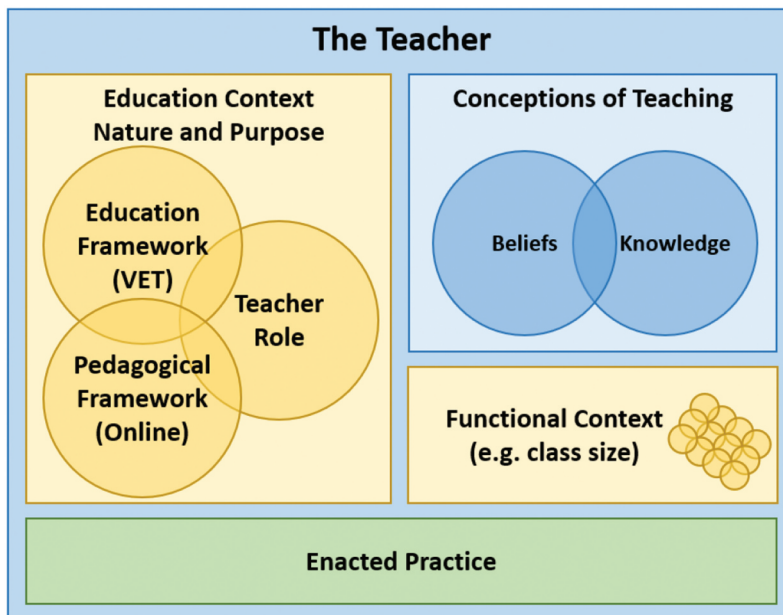 The Teacher
Education Context
Nature and Purpose
Education
Framework
(VET)
Teacher
Role
Pedagogical
Framework
(Online)
Conceptions of Teaching
Beliefs
Knowledge
Functional Context
(e.g. class size)
Enacted Practice